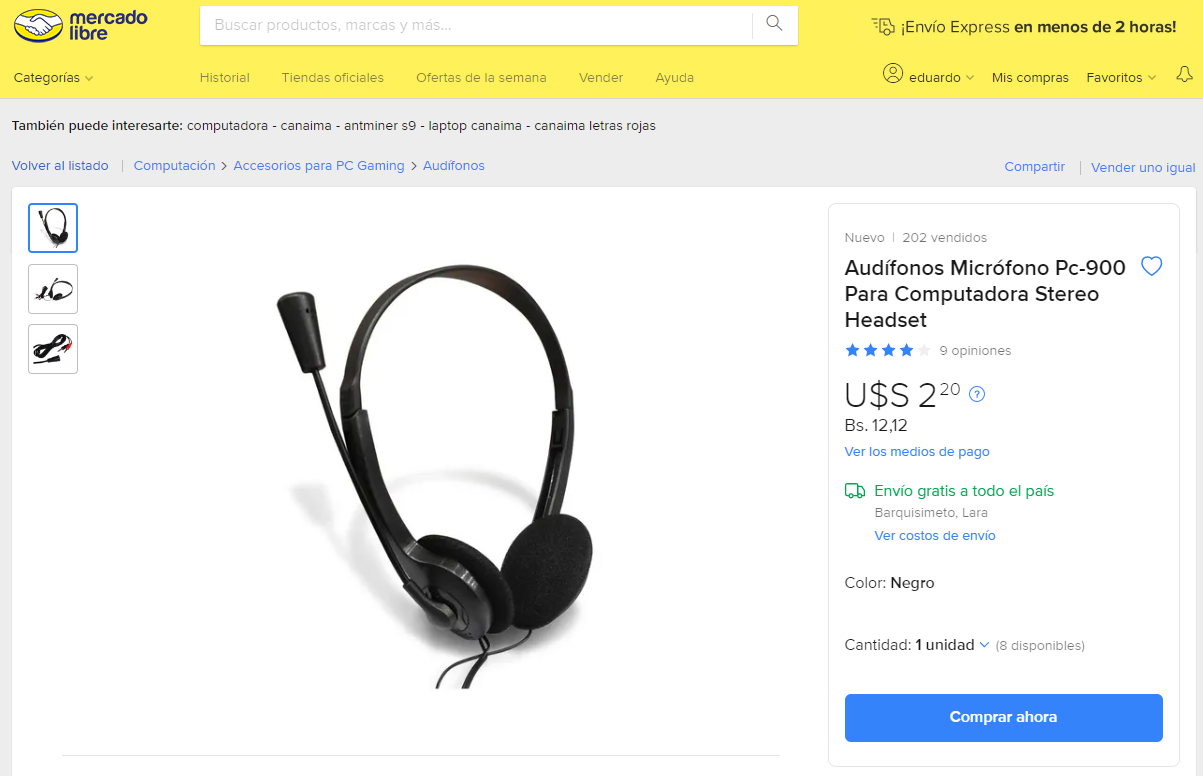 mercado
libre
Buscar productos, marcas y más...
¡Envío Express en menos de 2 horas!
Categorías
Historial
Tiendas oficiales
Ofertas de la semana
Vender
Ayuda
eduardo
Mis compras
Favoritos
También puede interesarte: computadora - canaima - antminer s9 - laptop canaima - canaima letras rojas
Volver al listado | Computación > Accesorios para PC Gaming > Audífonos
Compartir | Vender uno igual
Nuevo | 202 vendidos
Audífonos Micrófono Pc-900
Para Computadora Stereo
Headset
9 opiniones
U$S 2 20 ?
Bs. 12,12
Ver los medios de pago
Envío gratis a todo el país
Barquisimeto, Lara
Ver costos de envío
Color: Negro
Cantidad: 1 unidad (8 disponibles)
Comprar ahora